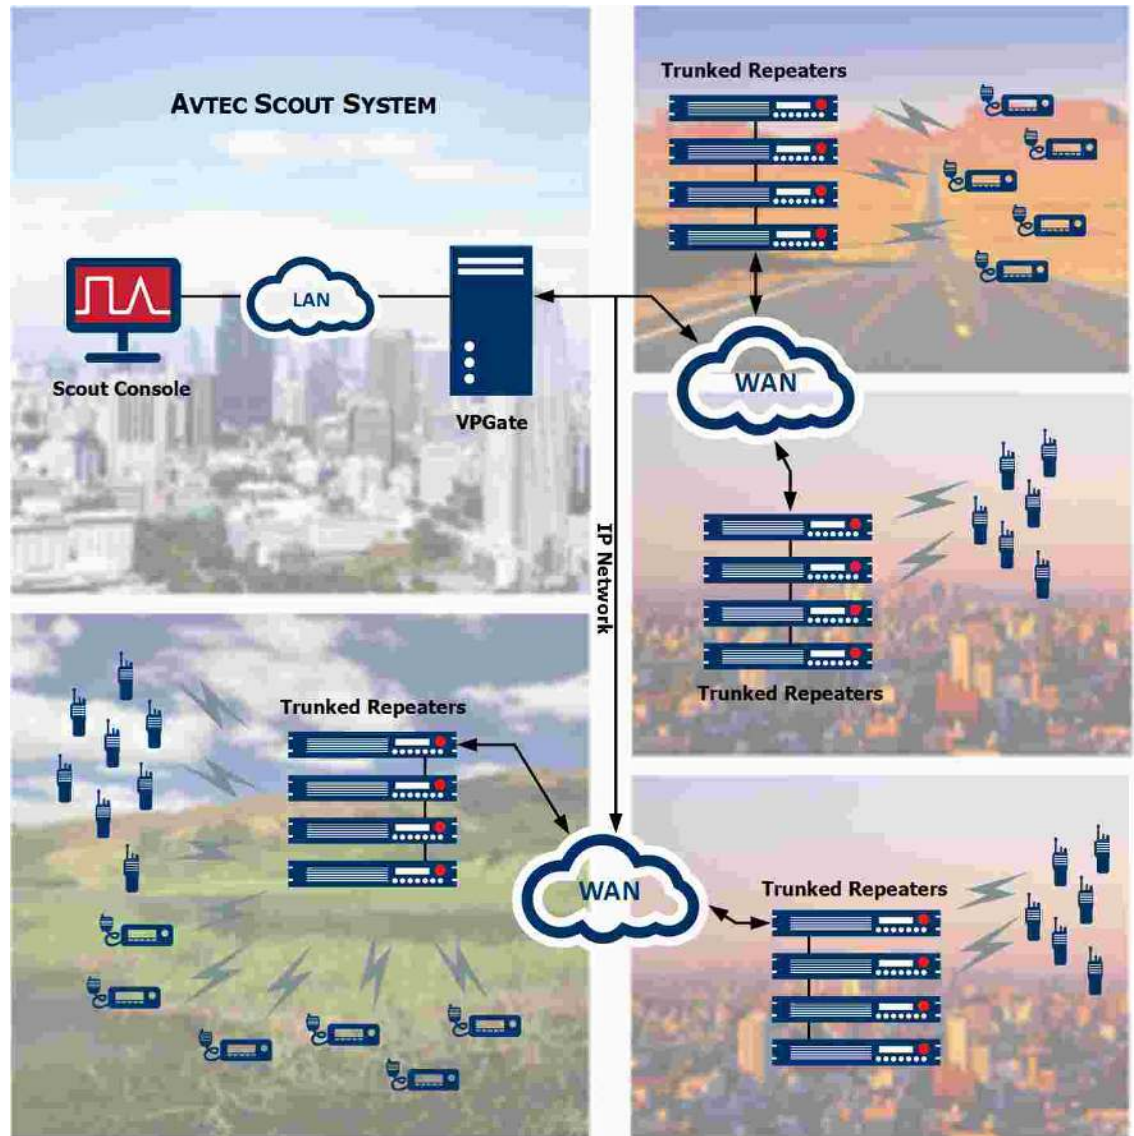 AVTEC SCOUT SYSTEM
LAN
Scout Console
VPGate
Trunked Repeaters
WAN
IP Network
Trunked Repeaters
Trunked Repeaters
WAN
Trunked Repeaters